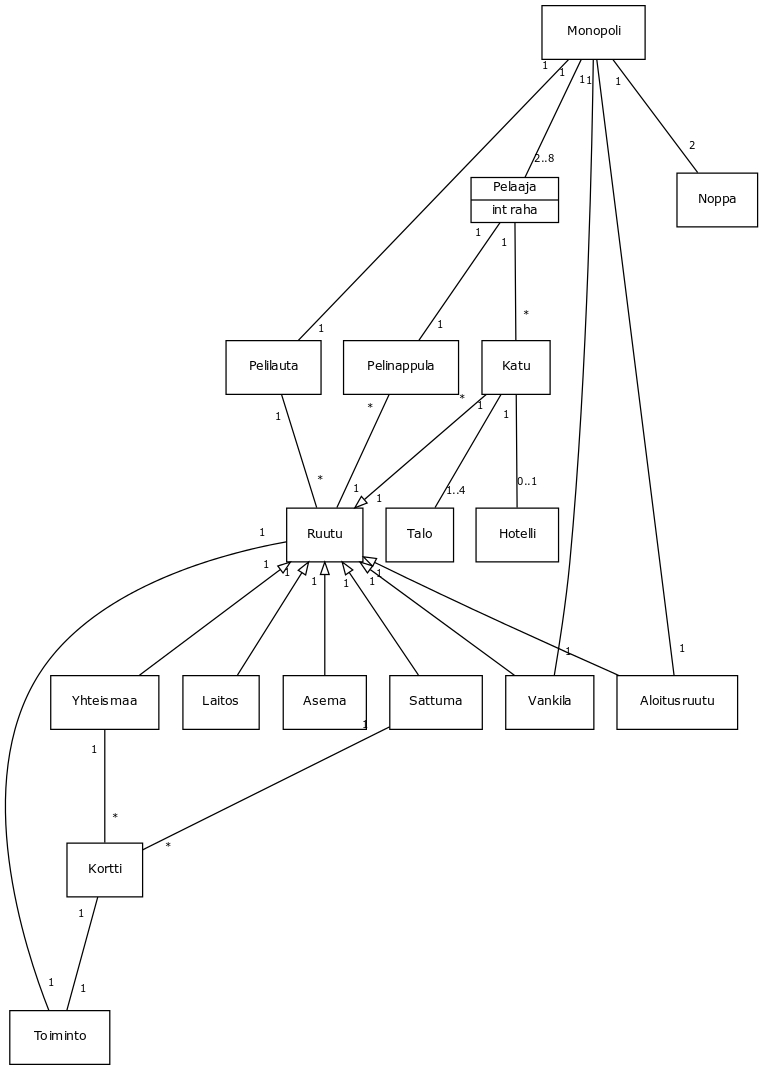 Monopoli
1
1
1
1
1
2
2..8
Pelaaja
int raha
Noppa
1
1
*
1
1
Pelilauta
Pelinappula
Katu
1
*
*
1
1
*
1
1
1..4
0..1
Ruutu
Talo
Hotelli
1
1
1
1
1
1
1
1
1
Yhteismaa
Laitos
Asema
Sattuma
Vankila
Aloitusruutu
1
1
*
*
Kortti
1
1
1
Toiminto